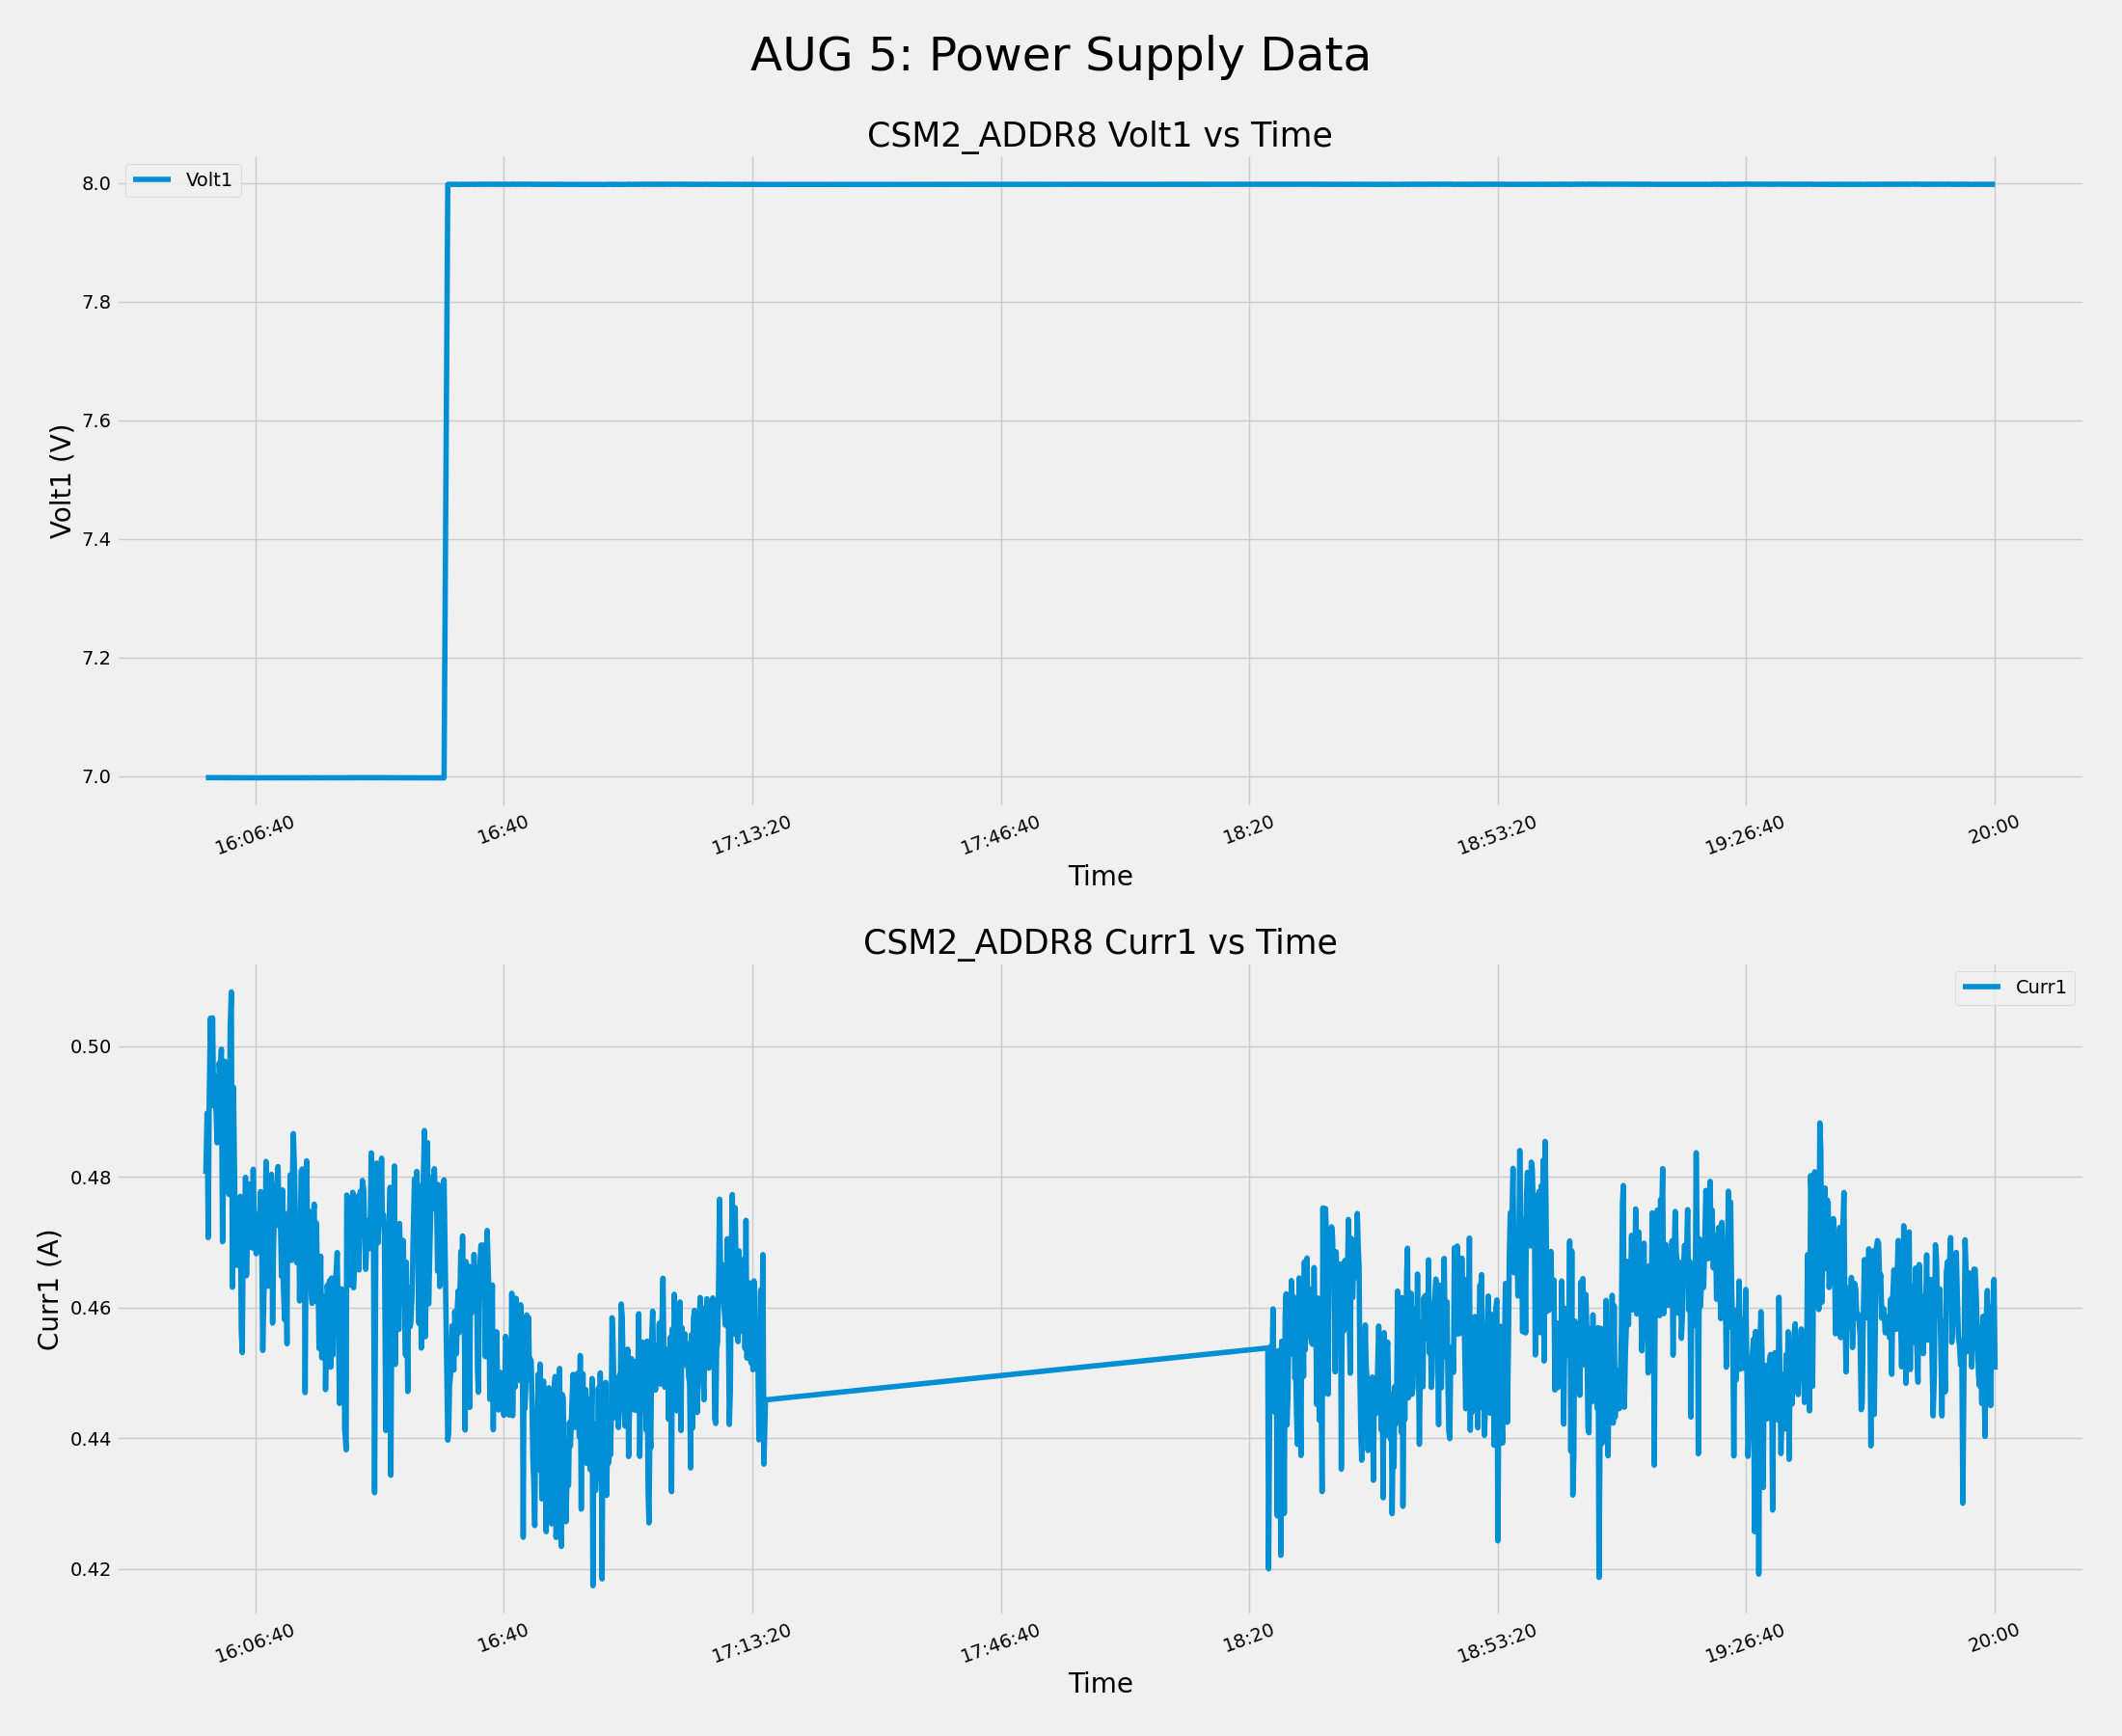 AUG 5: Power Supply Data
CSM2_ADDR8 Volt1 vs Time
Volt1
8.0
7.8
7.6
7.4
7.2
7.0
Volt1 (V)
16:06:40 16:40 17:13:20 17:46:40 18:20 18:53:20 19:26:40 20:00
Time
CSM2_ADDR8 Curr1 vs Time
Curr1
0.50
0.48
0.46
0.44
0.42
Curr1 (A)
16:06:40 16:40 17:13:20 17:46:40 18:20 18:53:20 19:26:40 20:00
Time